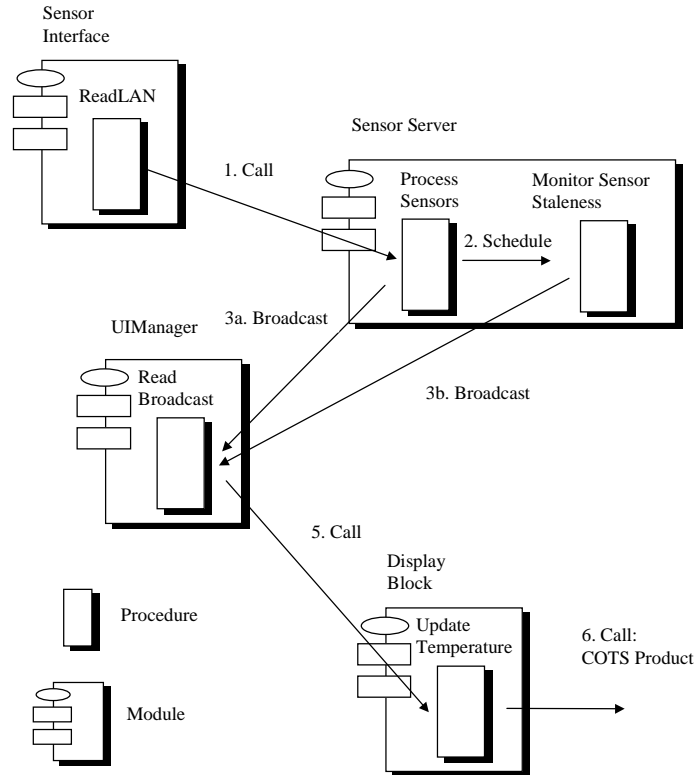 Sensor
Interface
ReadLAN
Sensor Server
1. Call
Process
Sensors
Monitor Sensor
Staleness
2. Schedule
3a. Broadcast
UIManager
Read
Broadcast
3b. Broadcast
5. Call
Display
Block
Procedure
Update
Temperature
6. Call:
COTS Product
Module